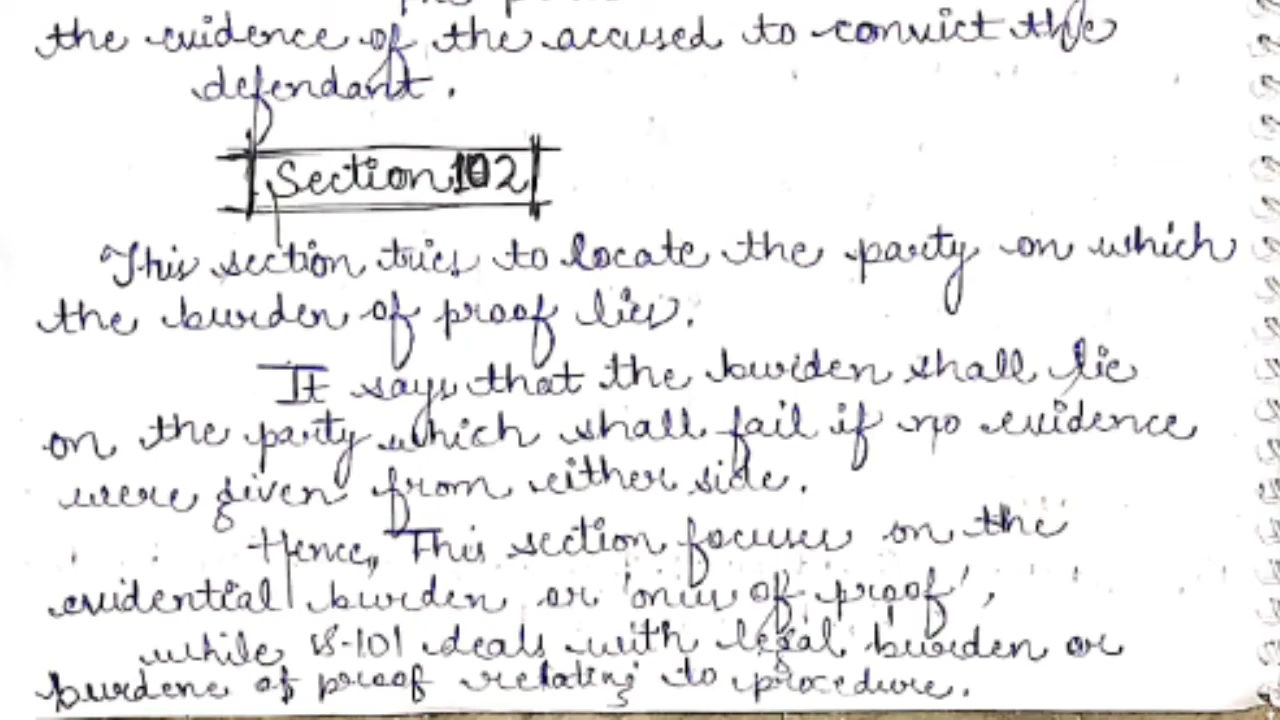 the evidence of the accused to convict the
defendant.
Section 102
This section tries to locate the party on which
the burden of proof lies.
It says that the burden shall lie
on the party which shall fail if no evidence
were given from either side.
Hence, This section focuses on the
evidential burden or 'onus of proof',
while S-101 deals with legal burden or
burdene of proof relating to procedure.